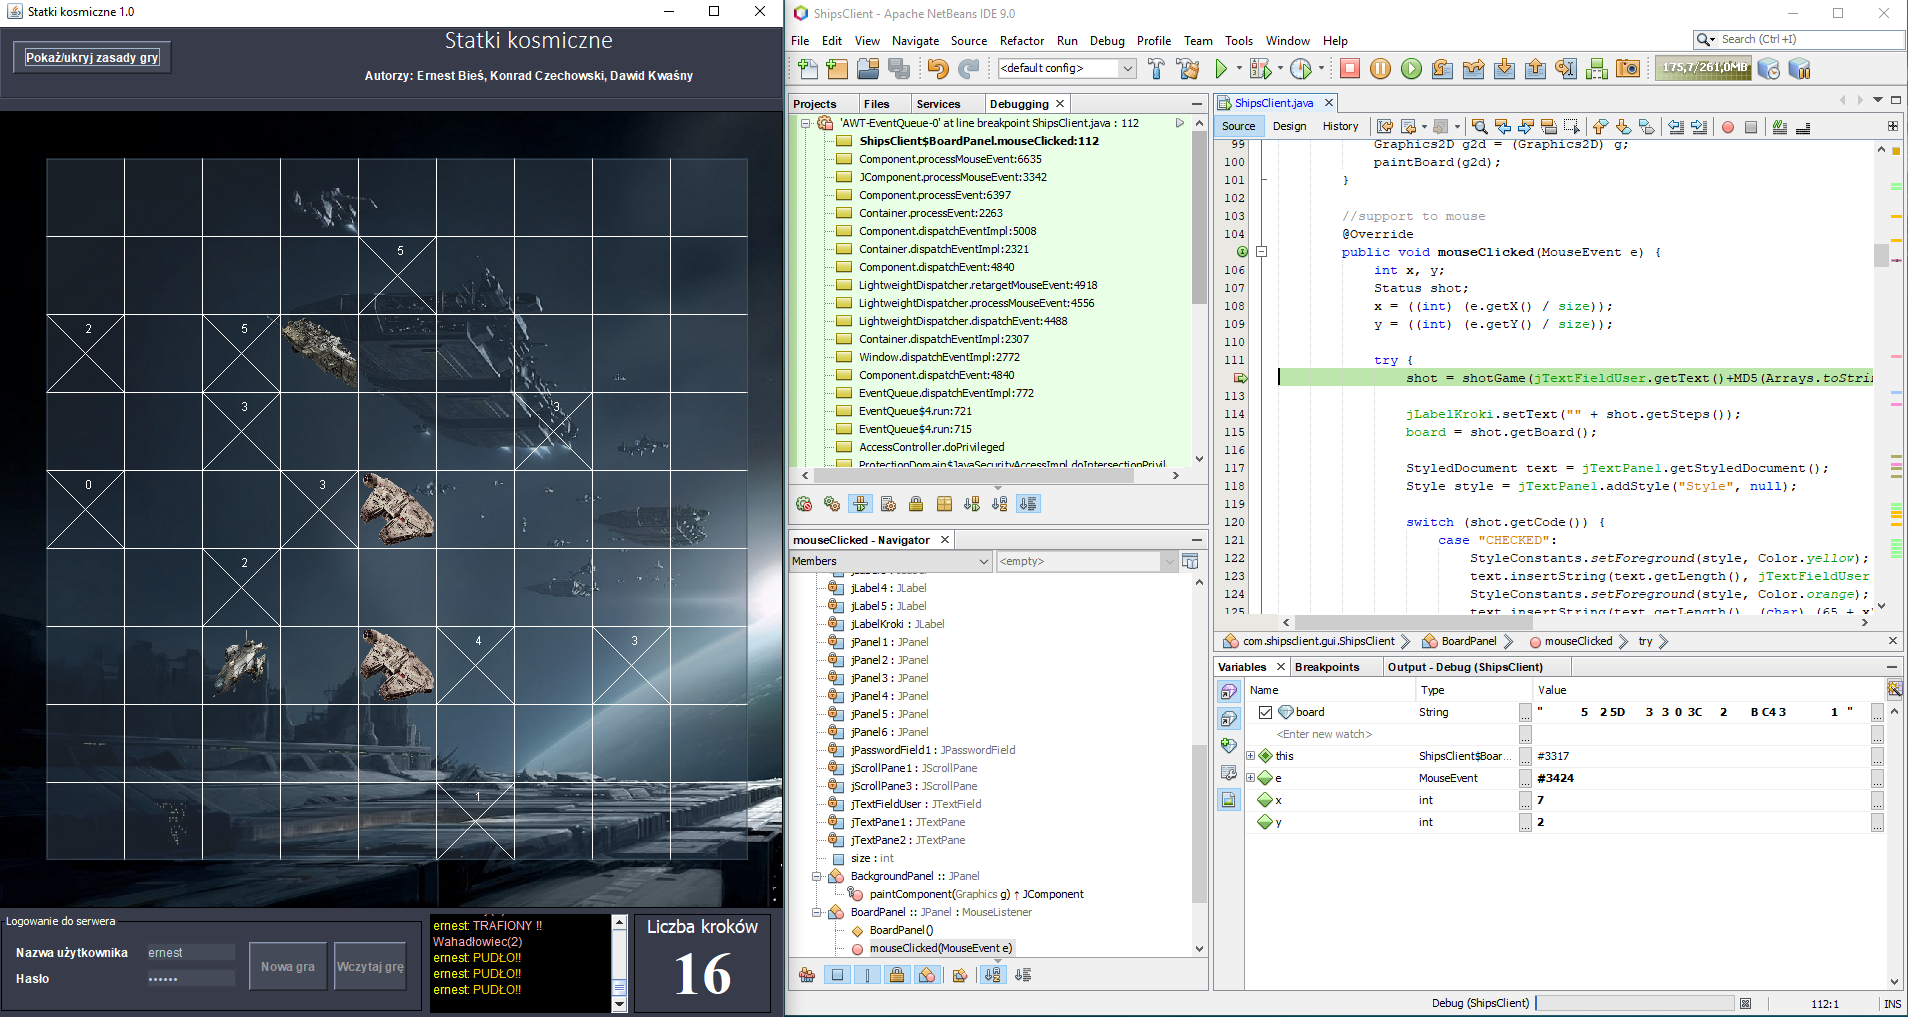 Statki kosmiczne 1.0
Pokaż/ukryj zasady gry
Statki kosmiczne
Autorzy: Ernest Bieś, Konrad Czechowski, Dawid Kwaśny
5
2
5
3
3
0
3
2
4
3
1
Logowanie do serwera
Nazwa użytkownika
ernest
Hasło
••••••
Nowa gra
Wczytaj grę
ernest: TRAFIONY !!
Wahadłowiec(2)
ernest: PUDŁO!!
ernest: PUDŁO!!
ernest: PUDŁO!!
Liczba kroków
16
ShipsClient - Apache NetBeans IDE 9.0
File Edit View Navigate Source Refactor Run Debug Profile Team Tools Window Help
Search (Ctrl+I)
<default config>
175,7/261,0MB
Projects Files Services Debugging
'AWT-EventQueue-0' at line breakpoint ShipsClient.java : 112
ShipsClient$BoardPanel.mouseClicked:112
Component.processMouseEvent:6635
JComponent.processMouseEvent:3342
Component.processEvent:6397
Container.processEvent:2263
Component.dispatchEventImpl:5008
Container.dispatchEventImpl:2321
Component.dispatchEvent:4840
LightweightDispatcher.retargetMouseEvent:4918
LightweightDispatcher.processMouseEvent:4556
LightweightDispatcher.dispatchEvent:4488
Container.dispatchEventImpl:2307
Window.dispatchEventImpl:2772
Component.dispatchEvent:4840
EventQueue.dispatchEventImpl:772
EventQueue$4.run:721
EventQueue$4.run:715
AccessController.doPrivileged
ProtectionDomain$JavaSecurityAccessImpl.doIntersectionPrivil
mouseClicked - Navigator
Members
<empty>
jLabel4 : JLabel
jLabel5 : JLabel
jLabelKroki : JLabel
jPanel1 : JPanel
jPanel2 : JPanel
jPanel3 : JPanel
jPanel4 : JPanel
jPanel5 : JPanel
jPanel6 : JPanel
jPasswordField1 : JPasswordField
jScrollPane1 : JScrollPane
jScrollPane3 : JScrollPane
jTextFieldUser : JTextField
jTextPane1 : JTextPane
jTextPane2 : JTextPane
size : int
BackgroundPanel :: JPanel
paintComponent(Graphics g) ↑ JComponent
BoardPanel :: JPanel : MouseListener
BoardPanel()
mouseClicked(MouseEvent e)
ShipsClient.java
Source Design History
99 Graphics2D g2d = (Graphics2D) g;
100 paintBoard(g2d);
101 }
102
103 //support to mouse
104 @Override
public void mouseClicked(MouseEvent e) {
106 int x, y;
107 Status shot;
108 x = ((int) (e.getX() / size));
109 y = ((int) (e.getY() / size));
110
111 try {
shot = shotGame(jTextFieldUser.getText()+MD5(Arrays.toStrin
113
114 jLabelKroki.setText("" + shot.getSteps());
115 board = shot.getBoard();
116
117 StyledDocument text = jTextPane1.getStyledDocument();
118 Style style = jTextPane1.addStyle("Style", null);
119
120 switch (shot.getCode()) {
121 case "CHECKED":
122 StyleConstants.setForeground(style, Color.yellow);
123 text.insertString(text.getLength(), jTextFieldUser
124 StyleConstants.setForeground(style, Color.orange);
125 text.insertString(text.getLength(), (char) (65 + x
com.shipsclient.gui.ShipsClient BoardPanel mouseClicked try
Variables Breakpoints Output - Debug (ShipsClient)
Name Type Value
board String ... " 5 2 5D 3 3 0 3C 2 B C4 3 1 " ...
<Enter new watch> ... ...
this ShipsClient$Boar... ... #3317 ...
e MouseEvent ... #3424 ...
x int ... 7 ...
y int ... 2 ...
Debug (ShipsClient)
112:1
INS